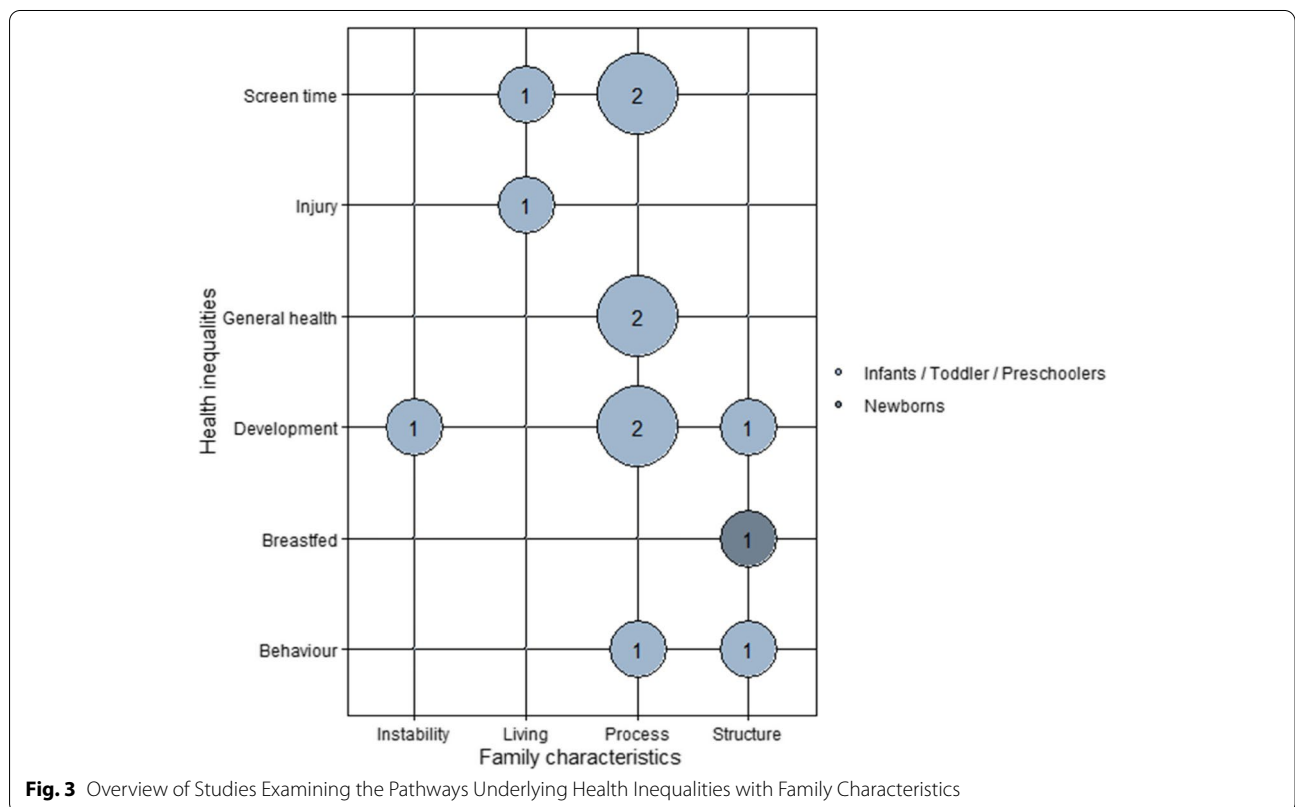 Screen time
1
2
Injury
1
General health
2
Development
1
2
1
Breastfed
1
Behaviour
1
1
Health inequalities
Instability
Living
Process
Structure
Family characteristics
Infants / Toddler / Preschoolers
Newborns
Fig. 3 Overview of Studies Examining the Pathways Underlying Health Inequalities with Family Characteristics